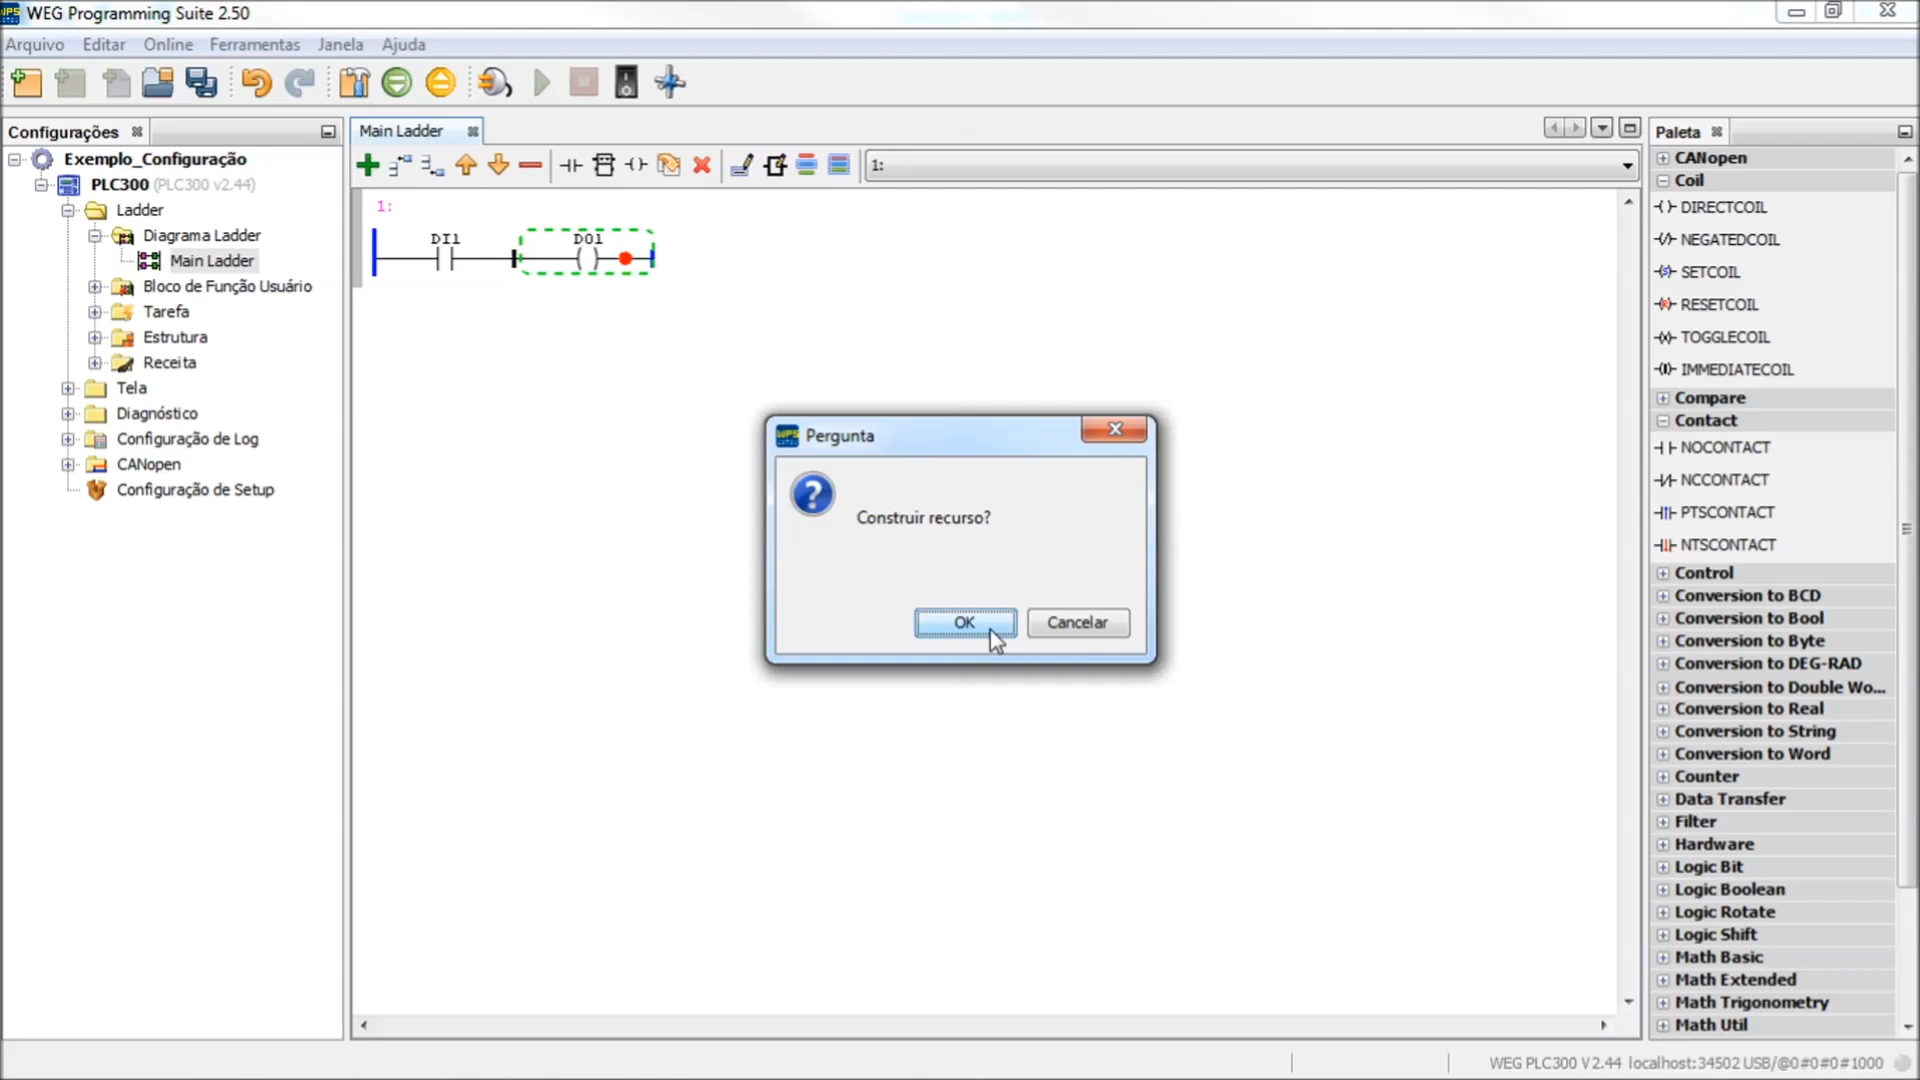 WEG Programming Suite 2.50
Arquivo Editar Online Ferramentas Janela Ajuda
Configurações
Exemplo_Configuração
PLC300 (PLC300 v2.44)
Ladder
Diagrama Ladder
Main Ladder
Bloco de Função Usuário
Tarefa
Estrutura
Receita
Tela
Diagnóstico
Configuração de Log
CANopen
Configuração de Setup
Main Ladder
1:
1:
DI1 DO1
Pergunta
Construir recurso?
OK Cancelar
Paleta
CANopen
Coil
DIRECTCOIL
NEGATEDCOIL
SETCOIL
RESETCOIL
TOGGLECOIL
IMMEDIATECOIL
Compare
Contact
NOCONTACT
NCCONTACT
PTSCONTACT
NTSCONTACT
Control
Conversion to BCD
Conversion to Bool
Conversion to Byte
Conversion to DEG-RAD
Conversion to Double Wo...
Conversion to Real
Conversion to String
Conversion to Word
Counter
Data Transfer
Filter
Hardware
Logic Bit
Logic Boolean
Logic Rotate
Logic Shift
Math Basic
Math Extended
Math Trigonometry
Math Util
WEG PLC300 V2.44 localhost:34502 USB/@0#0#0#1000